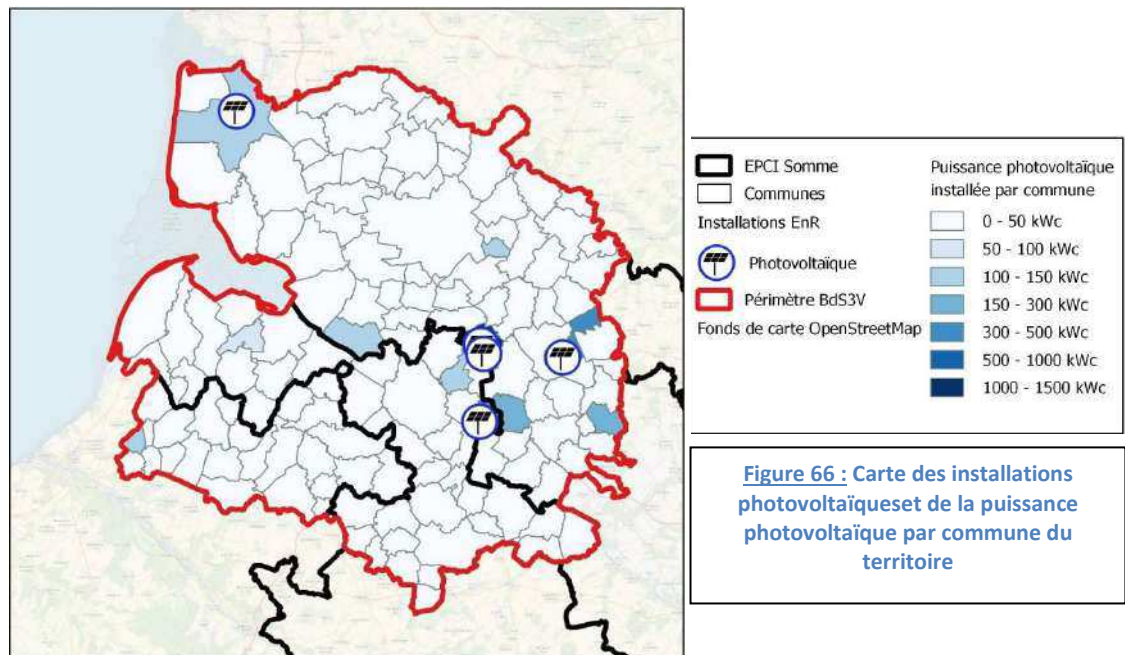 EPCI Somme
Communes
Installations EnR
Photovoltaïque
Périmètre BdS3V
Fonds de carte OpenStreetMap
Puissance photovoltaïque
installée par commune
0 - 50 kWc
50 - 100 kWc
100 - 150 kWc
150 - 300 kWc
300 - 500 kWc
500 - 1000 kWc
1000 - 1500 kWc
Figure 66 : Carte des installations
photovoltaïqueset de la puissance
photovoltaïque par commune du
territoire